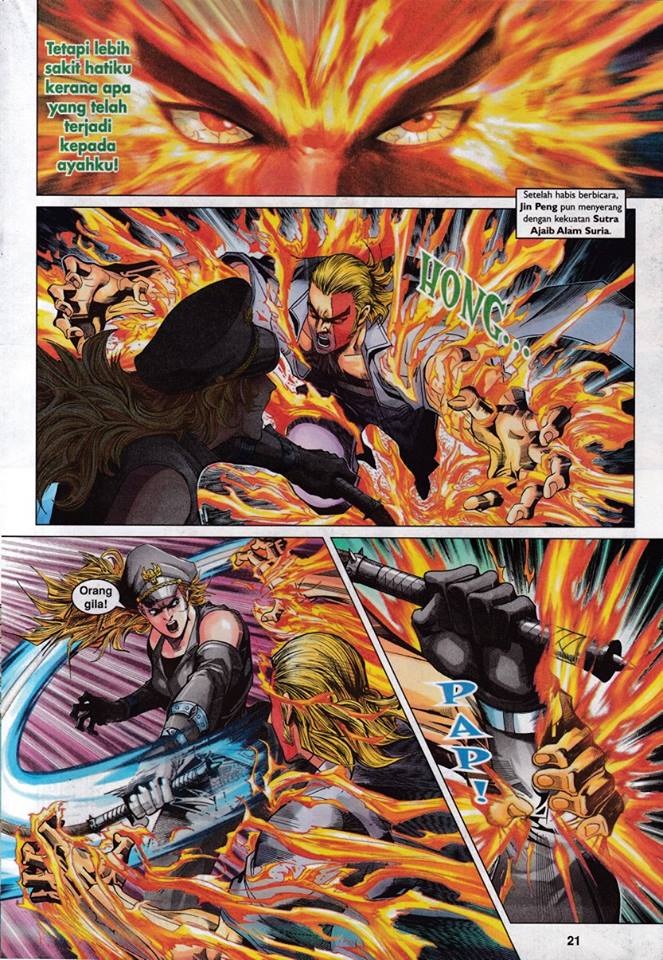 Tetapi lebih
sakit hatiku
kerana apa
yang telah
terjadi
kepada
ayahku!
Setelah habis berbicara,
Jin Peng pun menyerang
dengan kekuatan Sutra
Ajaib Alam Suria.
HONG...
Orang
gila!
PAP!
21